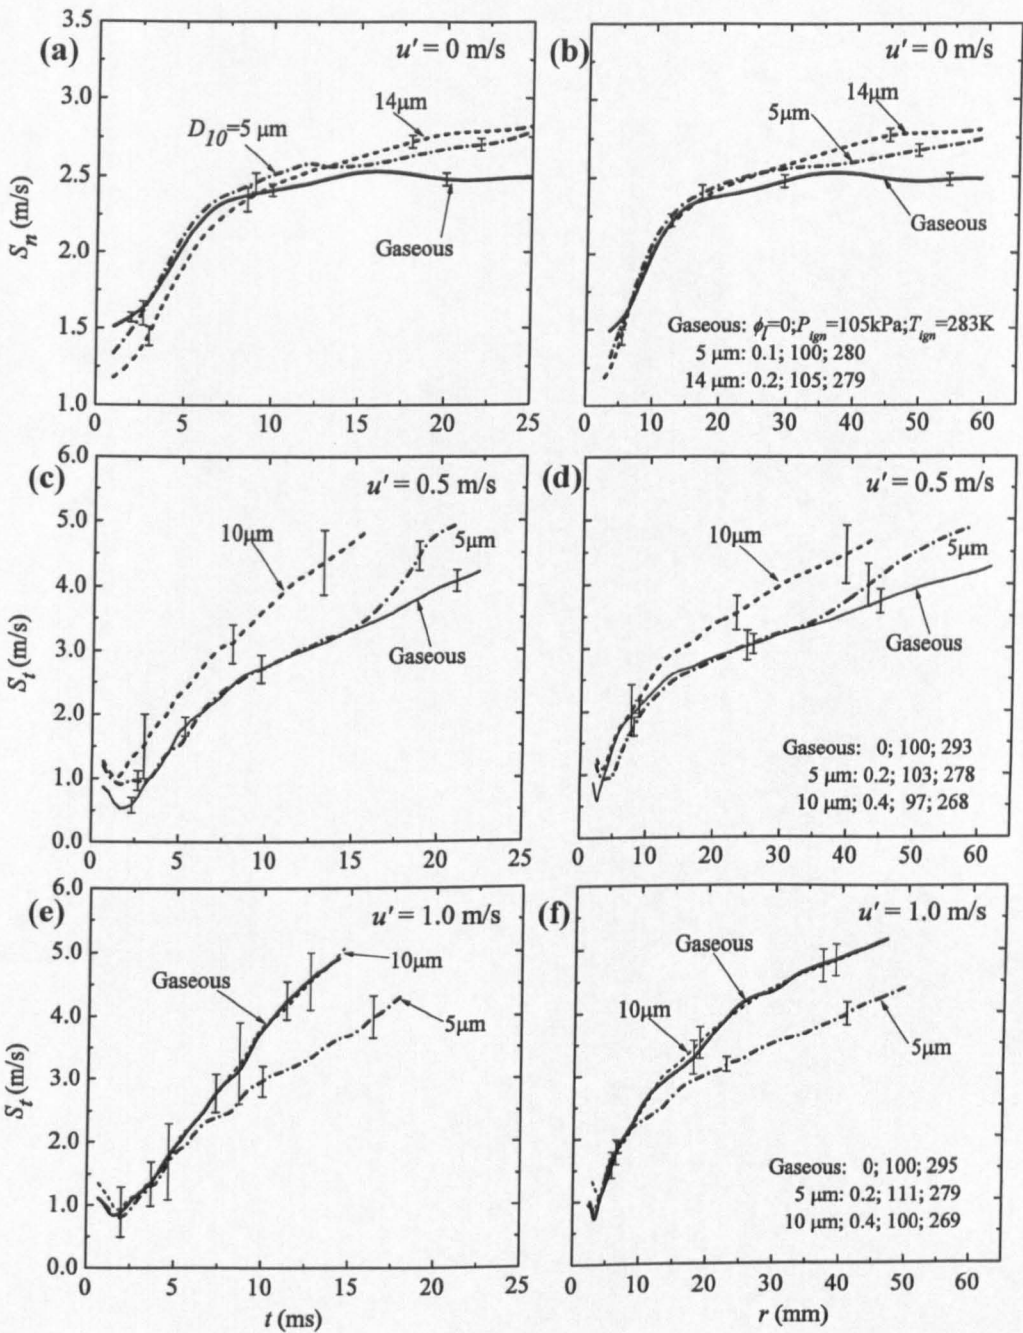 (a)
u' = 0 m/s
3.5
3.0
2.5
2.0
1.5
1.0
S_n (m/s)
14μm
D_10=5 μm
Gaseous
0 5 10 15 20 25
(b)
u' = 0 m/s
14μm
5μm
Gaseous
Gaseous: ϕ_l=0;P_ign=105kPa;T_ign=283K
5 μm: 0.1; 100; 280
14 μm: 0.2; 105; 279
0 10 20 30 40 50 60
(c)
u' = 0.5 m/s
6.0
5.0
4.0
3.0
2.0
1.0
0.0
S_t (m/s)
10μm
5μm
Gaseous
0 5 10 15 20 25
(d)
u' = 0.5 m/s
10μm
5μm
Gaseous
Gaseous: 0; 100; 293
5 μm: 0.2; 103; 278
10 μm; 0.4; 97; 268
0 10 20 30 40 50 60
(e)
u' = 1.0 m/s
6.0
5.0
4.0
3.0
2.0
1.0
0.0
S_t (m/s)
Gaseous
10μm
5μm
0 5 10 15 20 25
t (ms)
(f)
u' = 1.0 m/s
Gaseous
10μm
5μm
Gaseous: 0; 100; 295
5 μm: 0.2; 111; 279
10 μm: 0.4; 100; 269
0 10 20 30 40 50 60
r (mm)